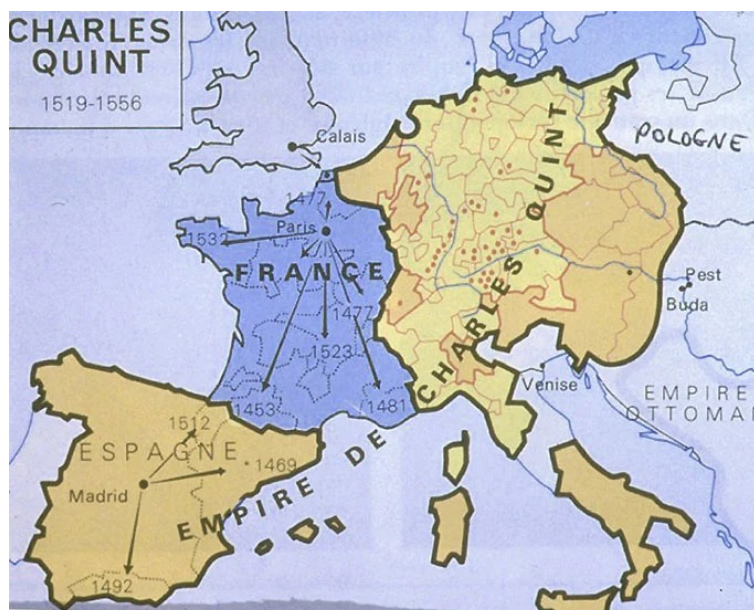 CHARLES
QUINT
1519-1556
Calais
POLOGNE
1477
Paris
1532
FRANCE
1477
1523
1453
1481
Pest
Buda
Venise
EMPIRE
OTTOMA
1512
ESPAGNE
1469
Madrid
1492
EMPIRE DE CHARLES QUINT